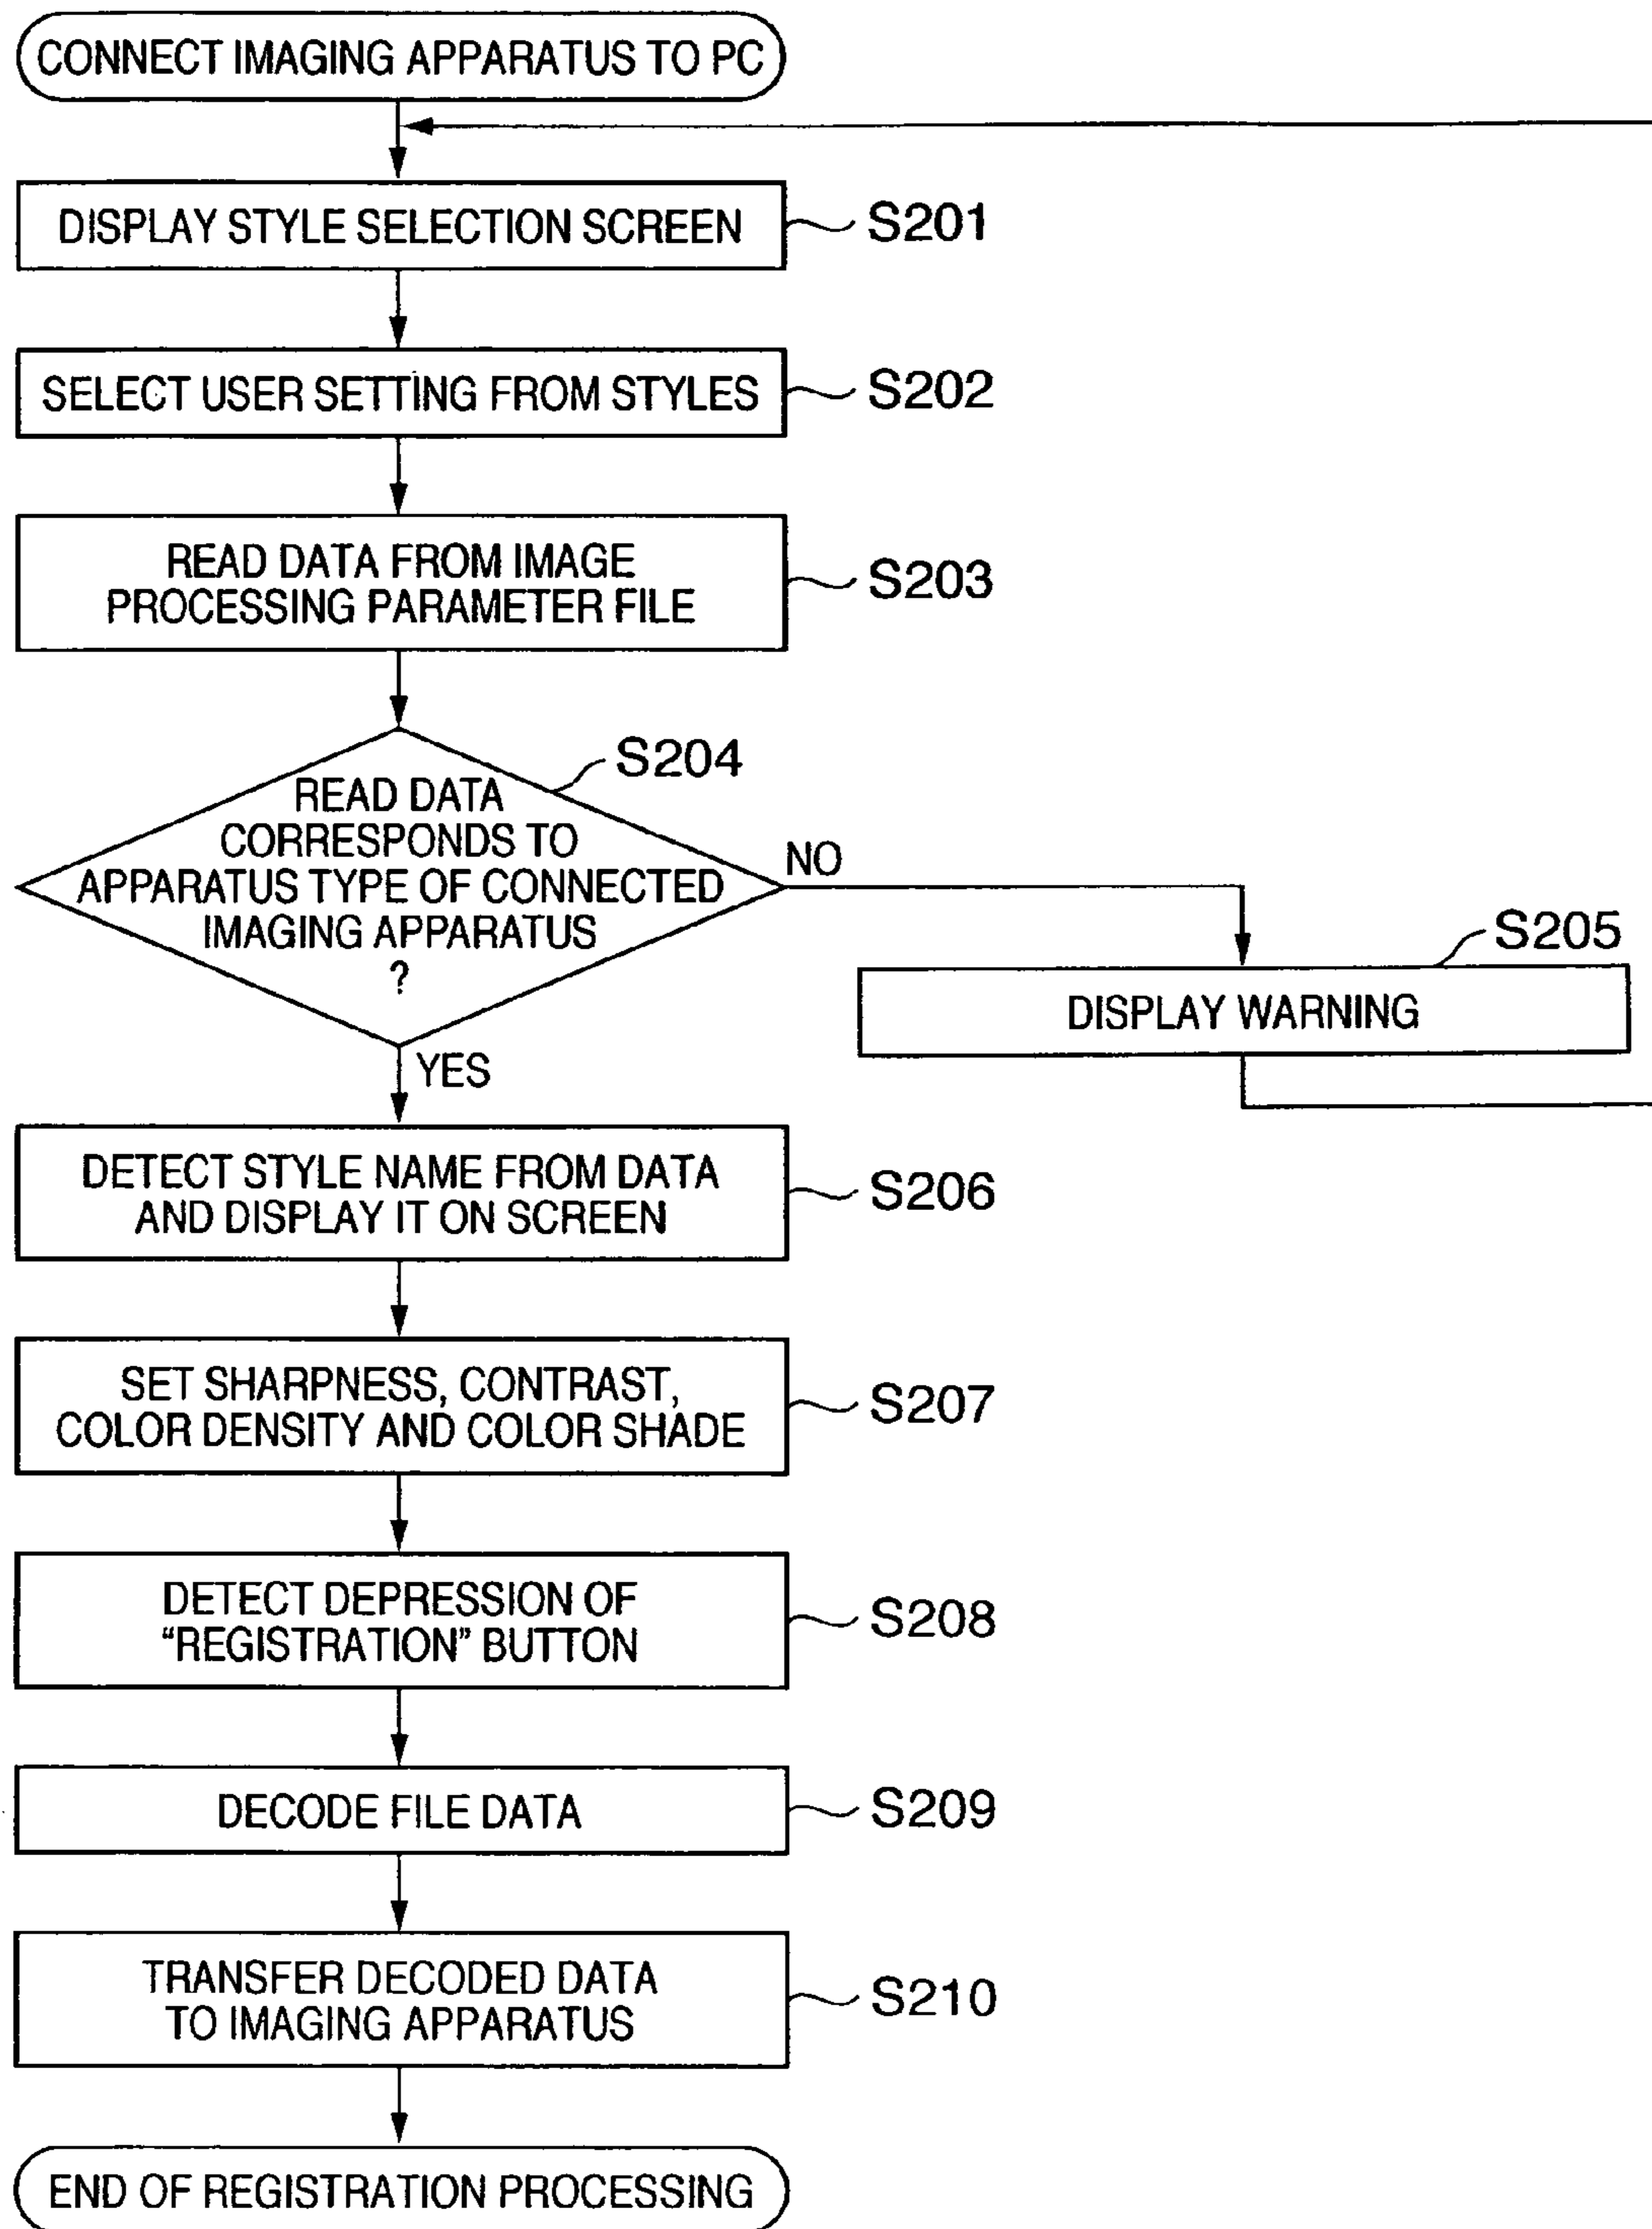 CONNECT IMAGING APPARATUS TO PC
DISPLAY STYLE SELECTION SCREEN
S201
SELECT USER SETTING FROM STYLES
S202
READ DATA FROM IMAGE
PROCESSING PARAMETER FILE
S203
S204
READ DATA
CORRESPONDS TO
APPARATUS TYPE OF CONNECTED
IMAGING APPARATUS
?
NO
S205
DISPLAY WARNING
YES
DETECT STYLE NAME FROM DATA
AND DISPLAY IT ON SCREEN
S206
SET SHARPNESS, CONTRAST,
COLOR DENSITY AND COLOR SHADE
S207
DETECT DEPRESSION OF
“REGISTRATION” BUTTON
S208
DECODE FILE DATA
S209
TRANSFER DECODED DATA
TO IMAGING APPARATUS
S210
END OF REGISTRATION PROCESSING